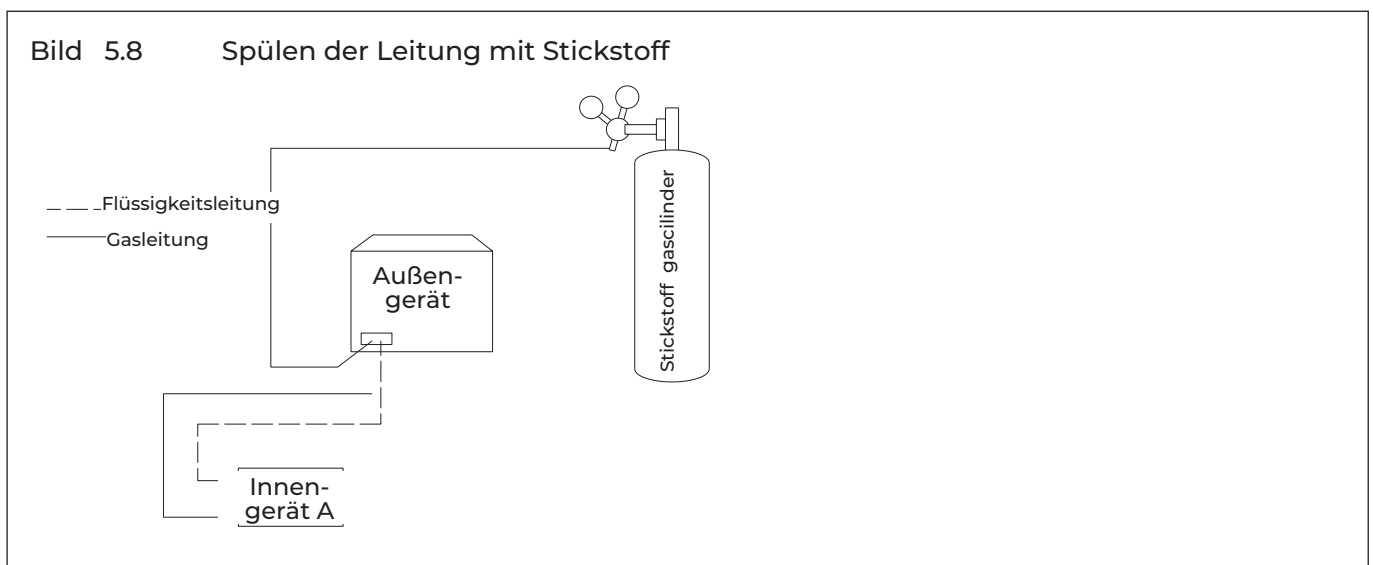 Bild 5.8 Spülen der Leitung mit Stickstoff
Flüssigkeitsleitung
Gasleitung
Außen-
gerät
Stickstoff gascilinder
Innen-
gerät A